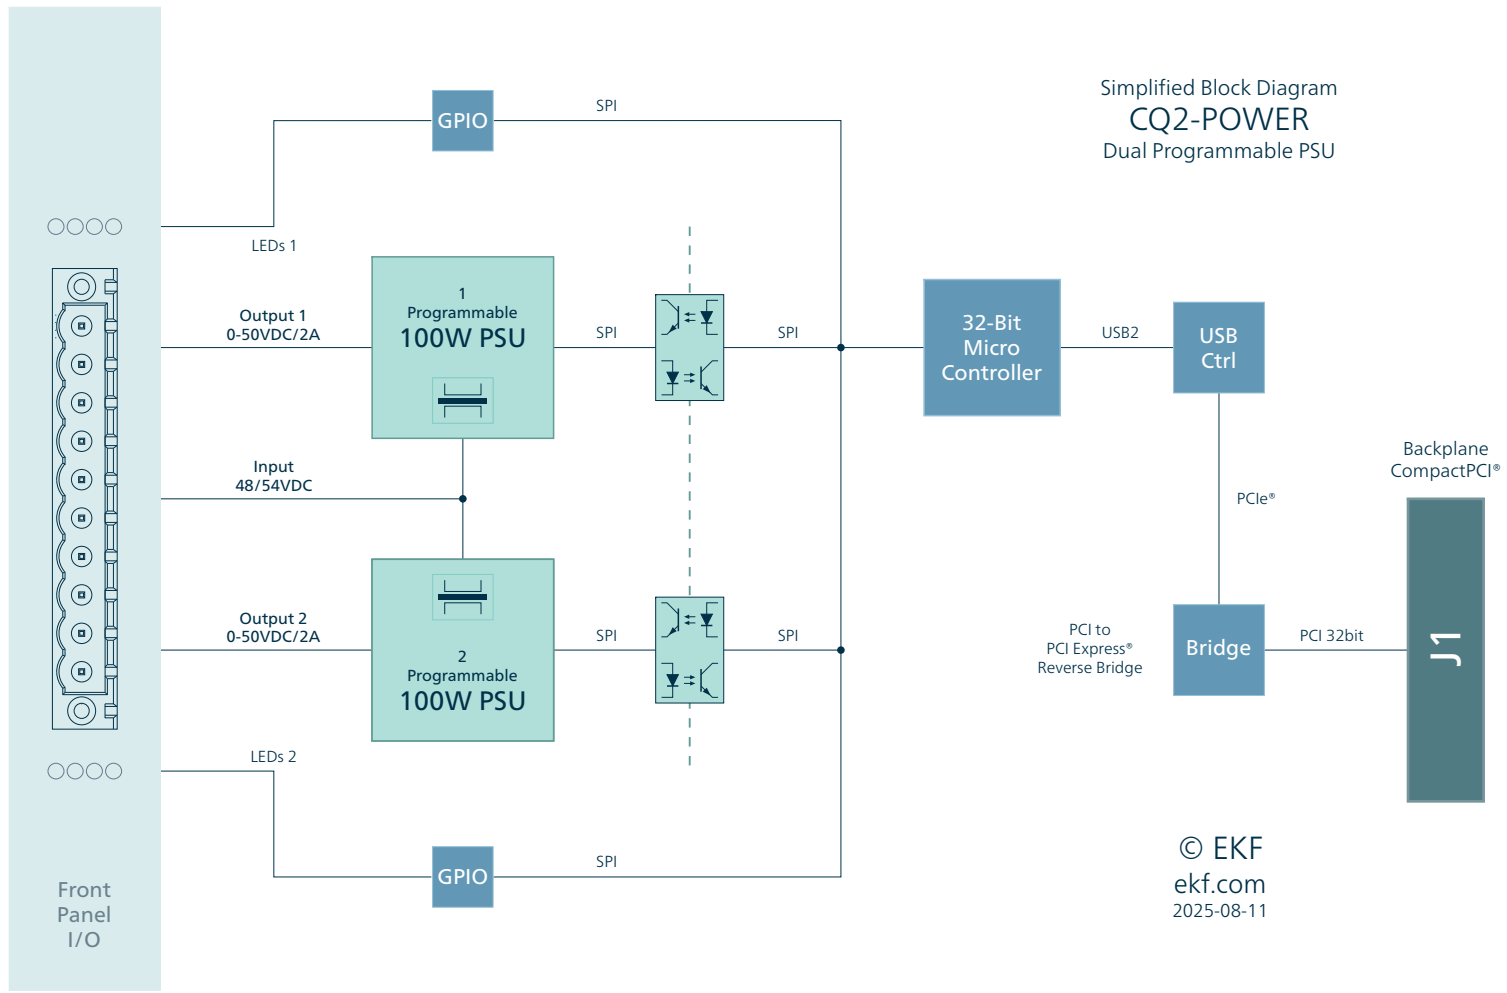 Simplified Block Diagram
CQ2-POWER
Dual Programmable PSU
GPIO
SPI
LEDs 1
Output 1
0-50VDC/2A
1
Programmable
100W PSU
SPI
SPI
32-Bit
Micro
Controller
USB2
USB
Ctrl
Input
48/54VDC
PCIe®
Backplane
CompactPCI®
Output 2
0-50VDC/2A
2
Programmable
100W PSU
SPI
SPI
PCI to
PCI Express®
Reverse Bridge
Bridge
PCI 32bit
J1
LEDs 2
GPIO
SPI
Front
Panel
I/O
© EKF
ekf.com
2025-08-11